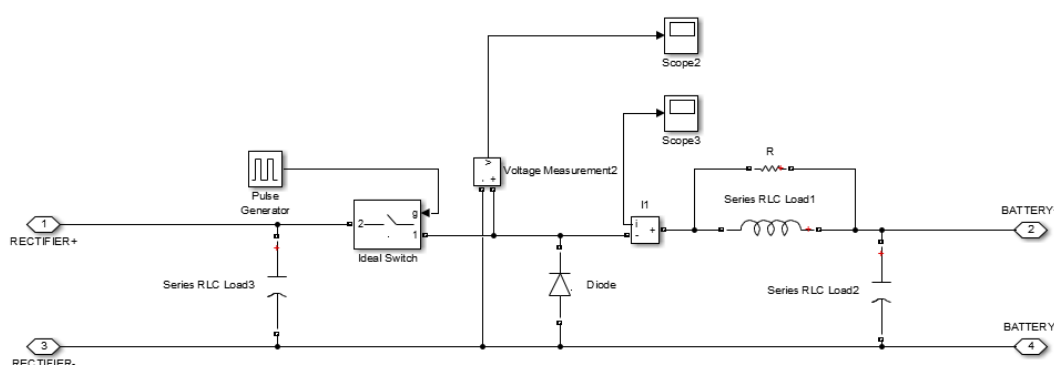 Scope2
Scope3
Pulse
Generator
v
- +
Voltage Measurement2
R
Series RLC Load1
I1
i
- +
g
2
1
Ideal Switch
1
RECTIFIER+
2
BATTERY
Series RLC Load3
Diode
Series RLC Load2
3
RECTIFIER-
4
BATTERY